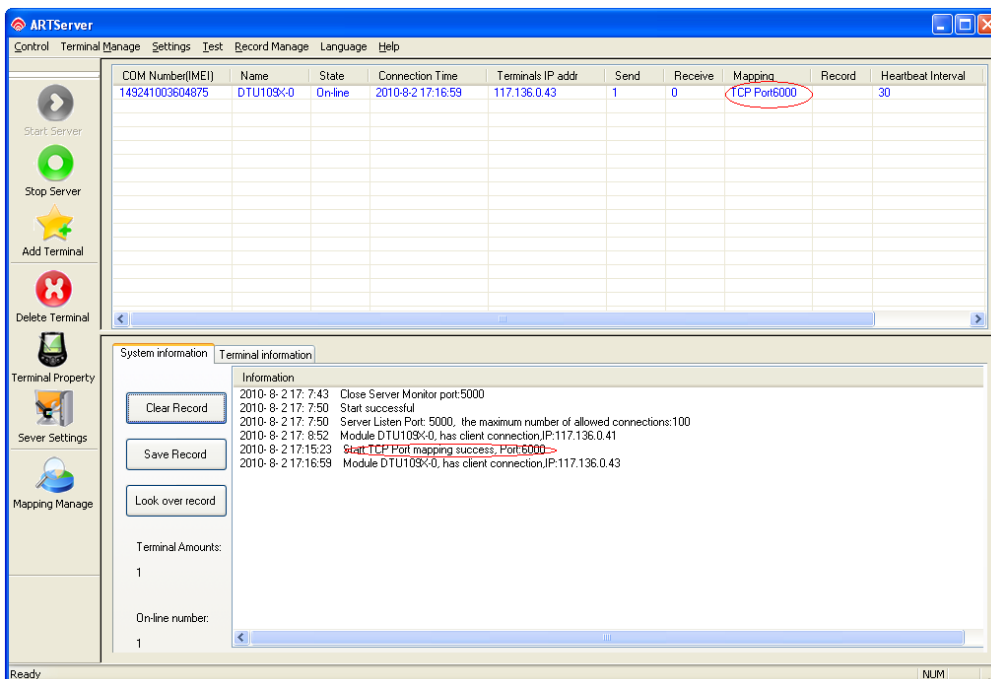 ARTServer
Control Terminal Manage Settings Test Record Manage Language Help
COM Number(IMEI) Name State Connection Time Terminals IP addr Send Receive Mapping Record Heartbeat Interval
149241003604875 DTU109X-0 On-line 2010-8-2 17:16:59 117.136.0.43 1 0 TCP Port6000 30
Start Server
Stop Server
Add Terminal
Delete Terminal
Terminal Property
Sever Settings
Mapping Manage
System information Terminal information
Clear Record
Save Record
Look over record
Terminal Amounts:
1
On-line number:
1
Information
2010- 8- 2 17: 7:43 Close Server Monitor port:5000
2010- 8- 2 17: 7:50 Start successful
2010- 8- 2 17: 7:50 Server Listen Port: 5000, the maximum number of allowed connections:100
2010- 8- 2 17: 8:52 Module DTU109X-0, has client connection,IP:117.136.0.41
2010- 8- 2 17:15:23 Start TCP Port mapping success, Port:6000
2010- 8- 2 17:16:59 Module DTU109X-0, has client connection,IP:117.136.0.43
Ready NUM